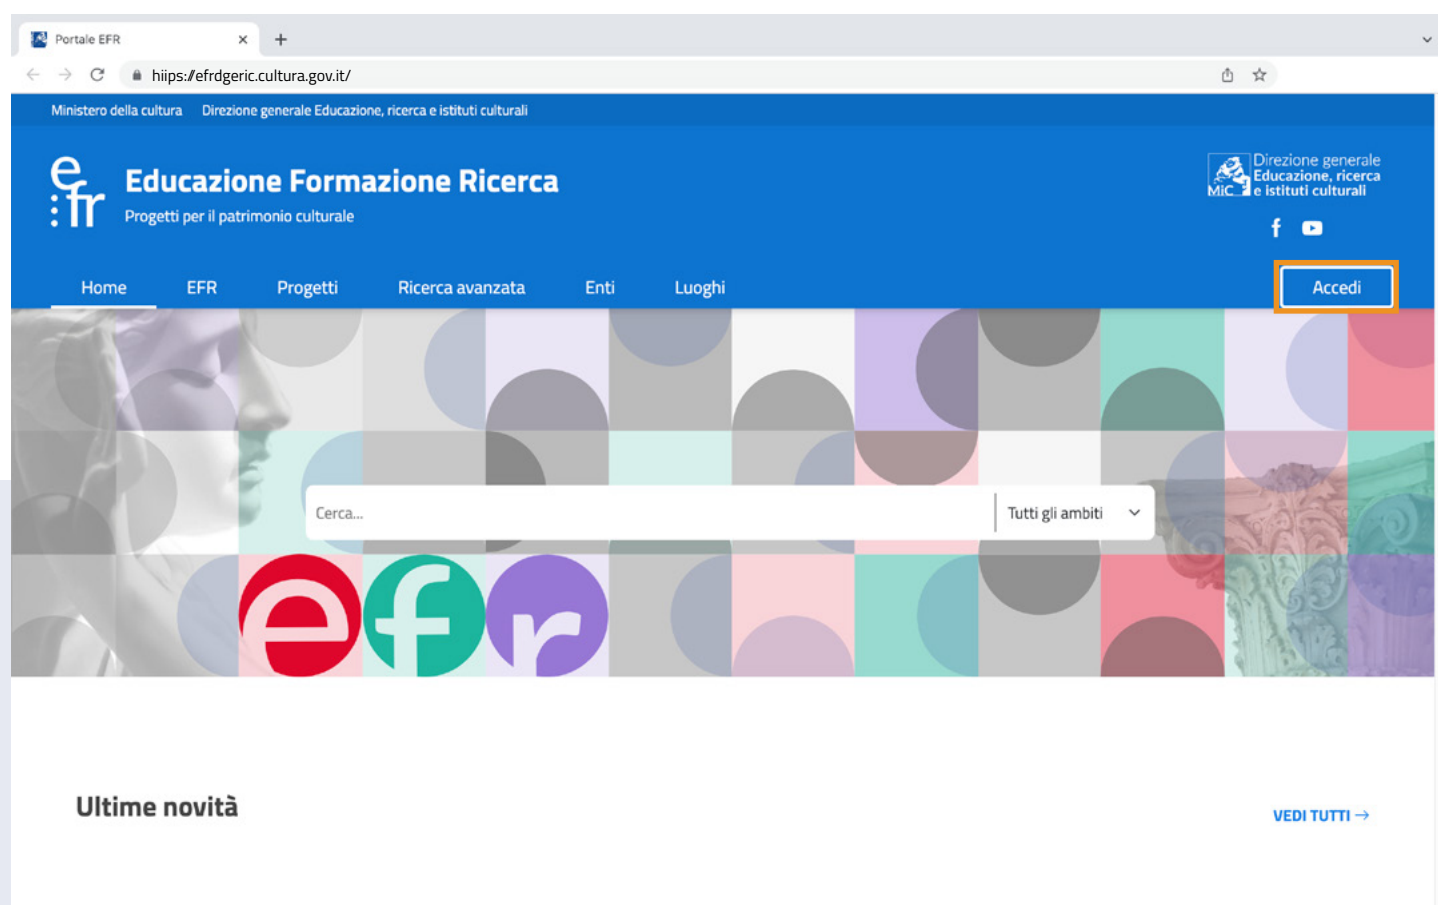 Portale EFR
hiips://efrdgeric.cultura.gov.it/
Ministero della cultura Direzione generale Educazione, ricerca e istituti culturali
efr
Educazione Formazione Ricerca
Progetti per il patrimonio culturale
MiC
Direzione generale
Educazione, ricerca
e istituti culturali
Home EFR Progetti Ricerca avanzata Enti Luoghi Accedi
Cerca... Tutti gli ambiti
efr
Ultime novità
VEDI TUTTI →